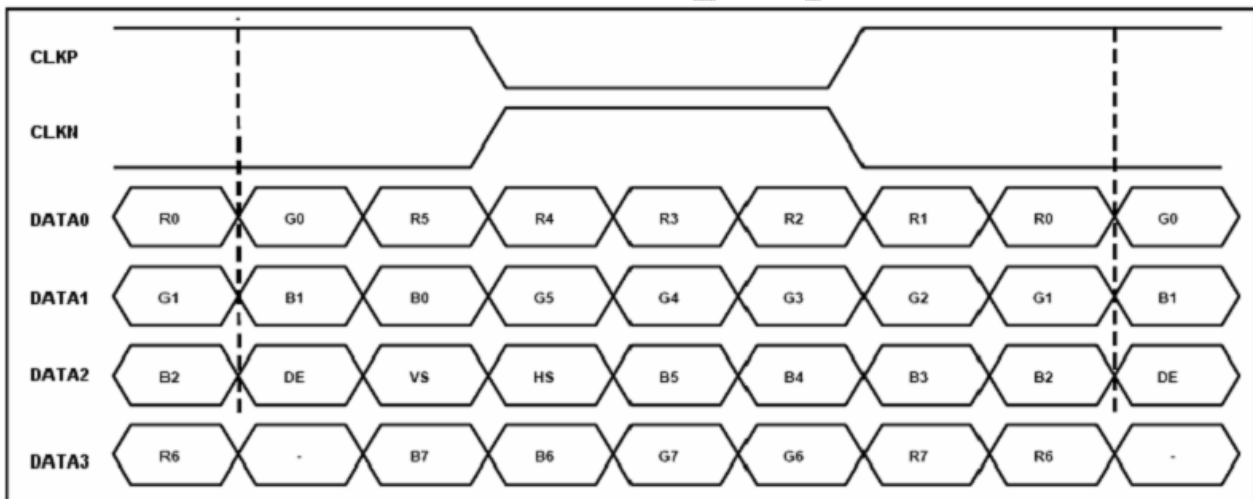 CLKP
CLKN
DATA0 R0 G0 R5 R4 R3 R2 R1 R0 G0
DATA1 G1 B1 B0 G5 G4 G3 G2 G1 B1
DATA2 B2 DE VS HS B5 B4 B3 B2 DE
DATA3 R6 - B7 B6 G7 G6 R7 R6 -